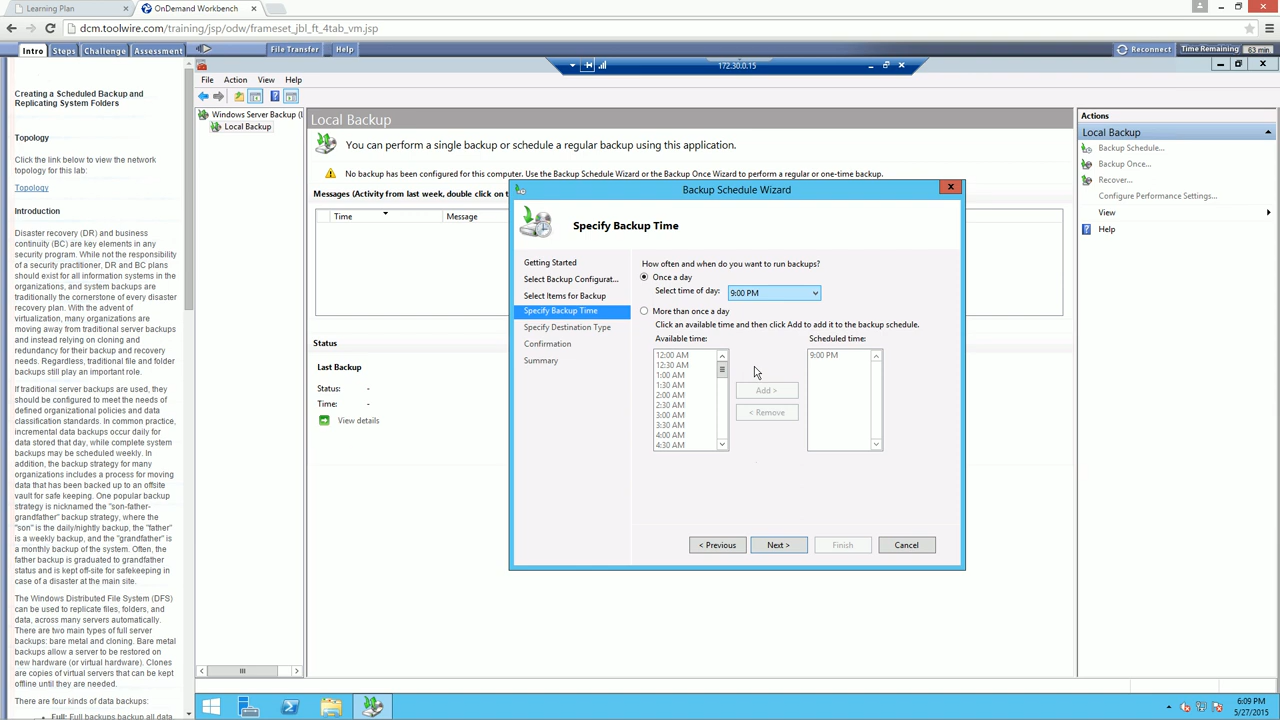 Learning Plan
OnDemand Workbench
dcm.toolwire.com/training/jsp/odw/frameset_jbl_ft_4tab_vm.jsp
Intro Steps Challenge Assessment File Transfer Help Reconnect Time Remaining 63 min
172.30.0.15
Creating a Scheduled Backup and
Replicating System Folders
Topology
Click the link below to view the network
topology for this lab:
Topology
Introduction
Disaster recovery (DR) and business
continuity (BC) are key elements in any
security program. While not the responsibility
of a security practitioner, DR and BC plans
should exist for all information systems in the
organizations, and system backups are
traditionally the cornerstone of every disaster
recovery plan. With the advent of
virtualization, many organizations are
moving away from traditional server backups
and instead relying on cloning and
redundancy for their backup and recovery
needs. Regardless, traditional file and folder
backups still play an important role.
If traditional server backups are used, they
should be configured to meet the needs of
defined organizational policies and data
classification standards. In common practice,
incremental data backups occur daily for
data stored that day, while complete system
backups may be scheduled weekly. In
addition, the backup strategy for many
organizations includes a process for moving
data that has been backed up to an offsite
vault for safe keeping. One popular backup
strategy is nicknamed the "son-father-
grandfather" backup strategy, where the
"son" is the daily/nightly backup, the "father"
is a weekly backup, and the "grandfather" is
a monthly backup of the system. Often, the
father backup is graduated to grandfather
status and is kept off-site for safekeeping in
case of a disaster at the main site.
The Windows Distributed File System (DFS)
can be used to replicate files, folders, and
data, across many servers automatically.
There are two main types of full server
backups: bare metal and cloning. Bare metal
backups allow a server to be restored on
new hardware (or virtual hardware). Clones
are copies of virtual servers that can be kept
offline until they are needed.
There are four kinds of data backups:
Full: Full backups backup all data
File Action View Help
Windows Server Backup (l
Local Backup
Local Backup
You can perform a single backup or schedule a regular backup using this application.
No backup has been configured for this computer. Use the Backup Schedule Wizard or the Backup Once Wizard to perform a regular or one-time backup.
Messages (Activity from last week, double click on t
Time Message
Status
Last Backup
Status: -
Time: -
View details
Backup Schedule Wizard
Specify Backup Time
Getting Started
Select Backup Configurat...
Select Items for Backup
Specify Backup Time
Specify Destination Type
Confirmation
Summary
How often and when do you want to run backups?
Once a day
Select time of day: 9:00 PM
More than once a day
Click an available time and then click Add to add it to the backup schedule.
Available time: Scheduled time:
12:00 AM
12:30 AM
1:00 AM
1:30 AM
2:00 AM
2:30 AM
3:00 AM
3:30 AM
4:00 AM
4:30 AM
Add >
< Remove
9:00 PM
< Previous Next > Finish Cancel
Actions
Local Backup
Backup Schedule...
Backup Once...
Recover...
Configure Performance Settings...
View
Help
6:09 PM
5/27/2015